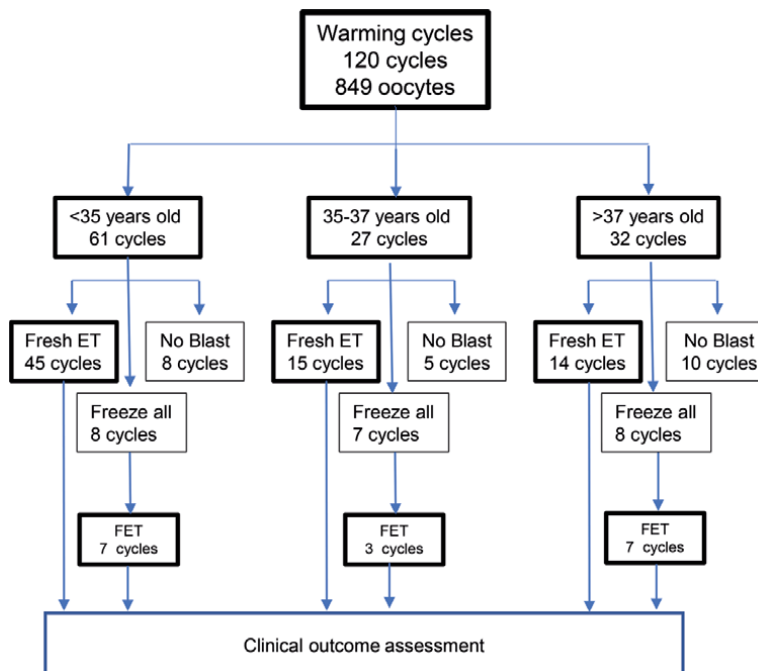 Warming cycles
120 cycles
849 oocytes
<35 years old
61 cycles
35-37 years old
27 cycles
>37 years old
32 cycles
Fresh ET
45 cycles
No Blast
8 cycles
Fresh ET
15 cycles
No Blast
5 cycles
Fresh ET
14 cycles
No Blast
10 cycles
Freeze all
8 cycles
Freeze all
7 cycles
Freeze all
8 cycles
FET
7 cycles
FET
3 cycles
FET
7 cycles
Clinical outcome assessment